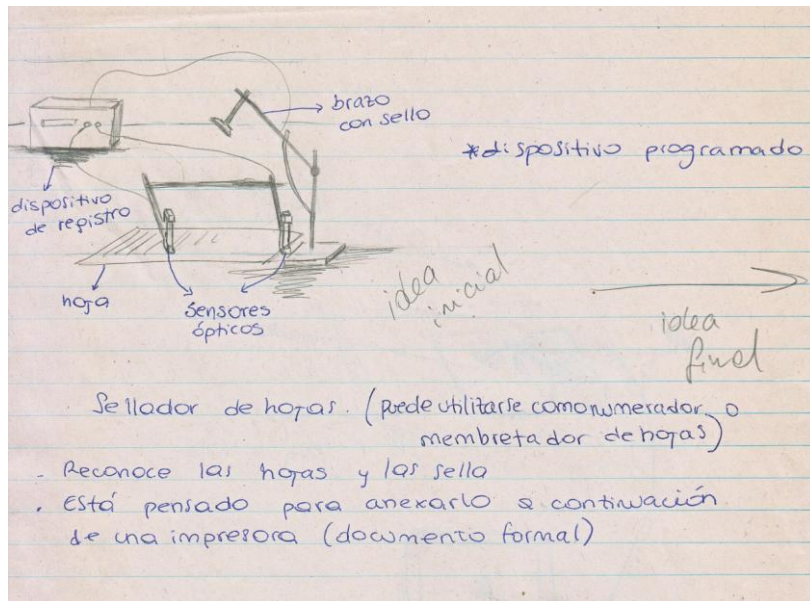 brazo
con sello
*dispositivo programado
dispositivo
de registro
hoja
sensores
ópticos
idea
inicial
idea
final
Sellador de hojas. (puede utilizarse como numerador o
membretador de hojas)
- Reconoce las hojas y las sella
. Está pensado para anexarlo a continuación
de una impresora (documento formal)